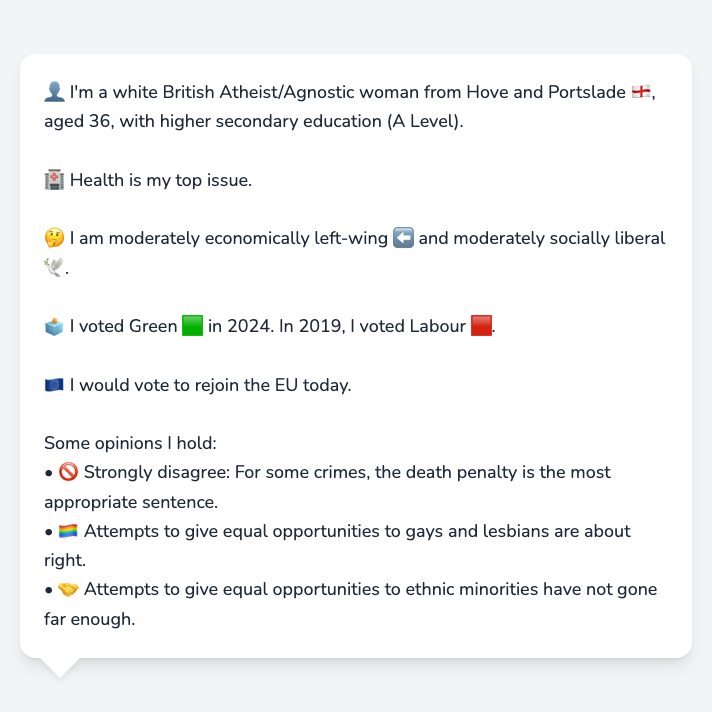 👤 I'm a white British Atheist/Agnostic woman from Hove and Portslade 🏴󠁧󠁢󠁥󠁮󠁧󠁿,
aged 36, with higher secondary education (A Level).
🏥 Health is my top issue.
🤔 I am moderately economically left-wing ⬅️ and moderately socially liberal
🕊️.
🗳️ I voted Green 🟩 in 2024. In 2019, I voted Labour 🟥.
🇪🇺 I would vote to rejoin the EU today.
Some opinions I hold:
• 🚫 Strongly disagree: For some crimes, the death penalty is the most
appropriate sentence.
• 🏳️‍🌈 Attempts to give equal opportunities to gays and lesbians are about
right.
• 🤝 Attempts to give equal opportunities to ethnic minorities have not gone
far enough.